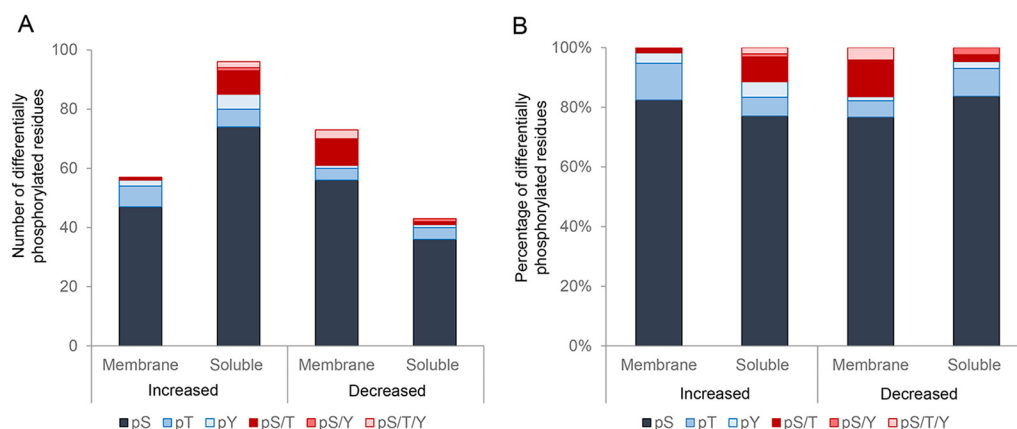 A
Number of differentially
phosphorylated residues
100
80
60
40
20
0
Membrane Soluble Membrane Soluble
Increased Decreased
pS pT pY pS/T pS/Y pS/T/Y
B
Percentage of differentially
phosphorylated residues
100%
80%
60%
40%
20%
0%
Membrane Soluble Membrane Soluble
Increased Decreased
pS pT pY pS/T pS/Y pS/T/Y